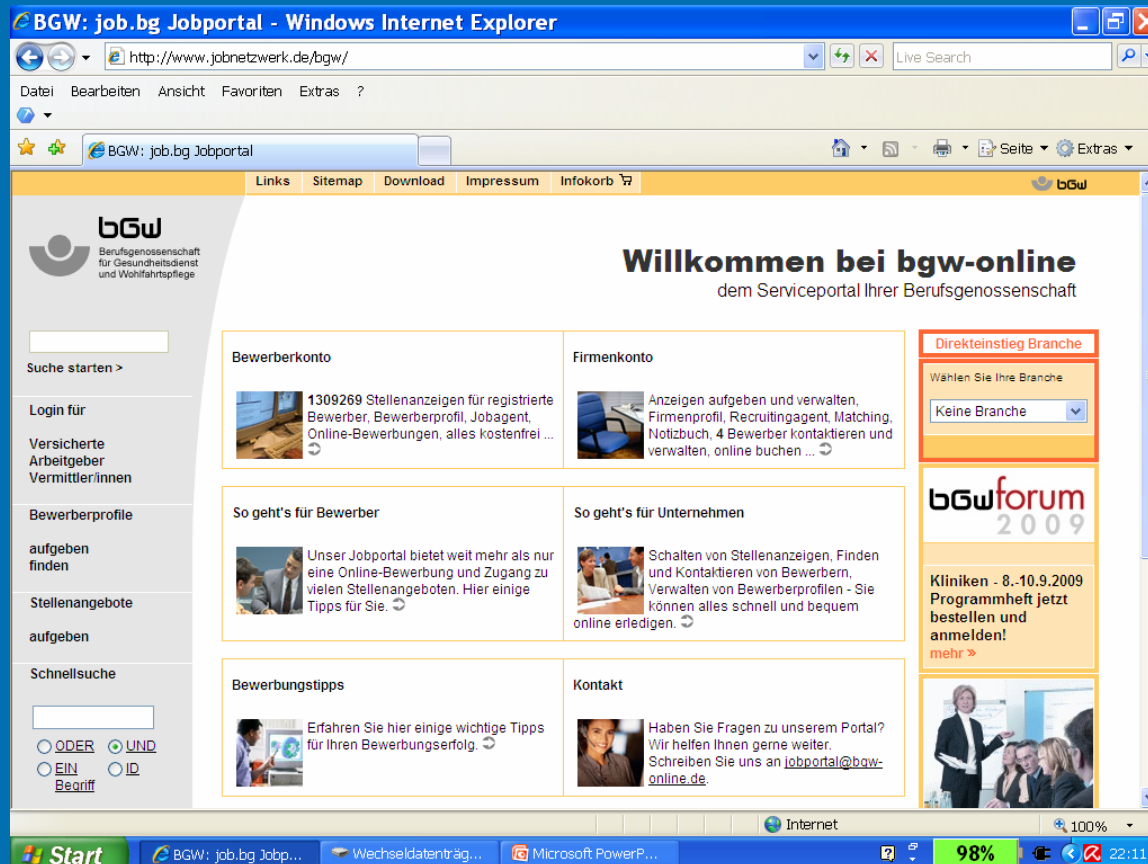 BGW: job.bg Jobportal - Windows Internet Explorer
http://www.jobnetzwerk.de/bgw/
Live Search
Datei Bearbeiten Ansicht Favoriten Extras ?
BGW: job.bg Jobportal
Seite Extras
Links Sitemap Download Impressum Infokorb
bGw
bGw
Berufsgenossenschaft
für Gesundheitsdienst
und Wohlfahrtspflege
Willkommen bei bgw-online
dem Serviceportal Ihrer Berufsgenossenschaft
Suche starten >
Login für
Versicherte
Arbeitgeber
Vermittler/innen
Bewerberprofile
aufgeben
finden
Stellenangebote
aufgeben
Schnellsuche
ODER UND
EIN ID
Begriff
Bewerberkonto
1309269 Stellenanzeigen für registrierte
Bewerber, Bewerberprofil, Jobagent,
Online-Bewerbungen, alles kostenfrei ...
Firmenkonto
Anzeigen aufgeben und verwalten,
Firmenprofil, Recruitingagent, Matching,
Notizbuch, 4 Bewerber kontaktieren und
verwalten, online buchen ...
So geht's für Bewerber
Unser Jobportal bietet weit mehr als nur
eine Online-Bewerbung und Zugang zu
vielen Stellenangeboten. Hier einige
Tipps für Sie.
So geht's für Unternehmen
Schalten von Stellenanzeigen, Finden
und Kontaktieren von Bewerbern,
Verwalten von Bewerberprofilen - Sie
können alles schnell und bequem
online erledigen.
Bewerbungstipps
Erfahren Sie hier einige wichtige Tipps
für Ihren Bewerbungserfolg.
Kontakt
Haben Sie Fragen zu unserem Portal?
Wir helfen Ihnen gerne weiter.
Schreiben Sie uns an jobportal@bgw-
online.de.
Direkteinstieg Branche
Wählen Sie Ihre Branche
Keine Branche
bGwforum
2009
Kliniken - 8.-10.9.2009
Programmheft jetzt
bestellen und
anmelden!
mehr »
Internet
100%
Start
BGW: job.bg Jobp...
Wechseldatenträg...
Microsoft PowerP...
98%
22:11